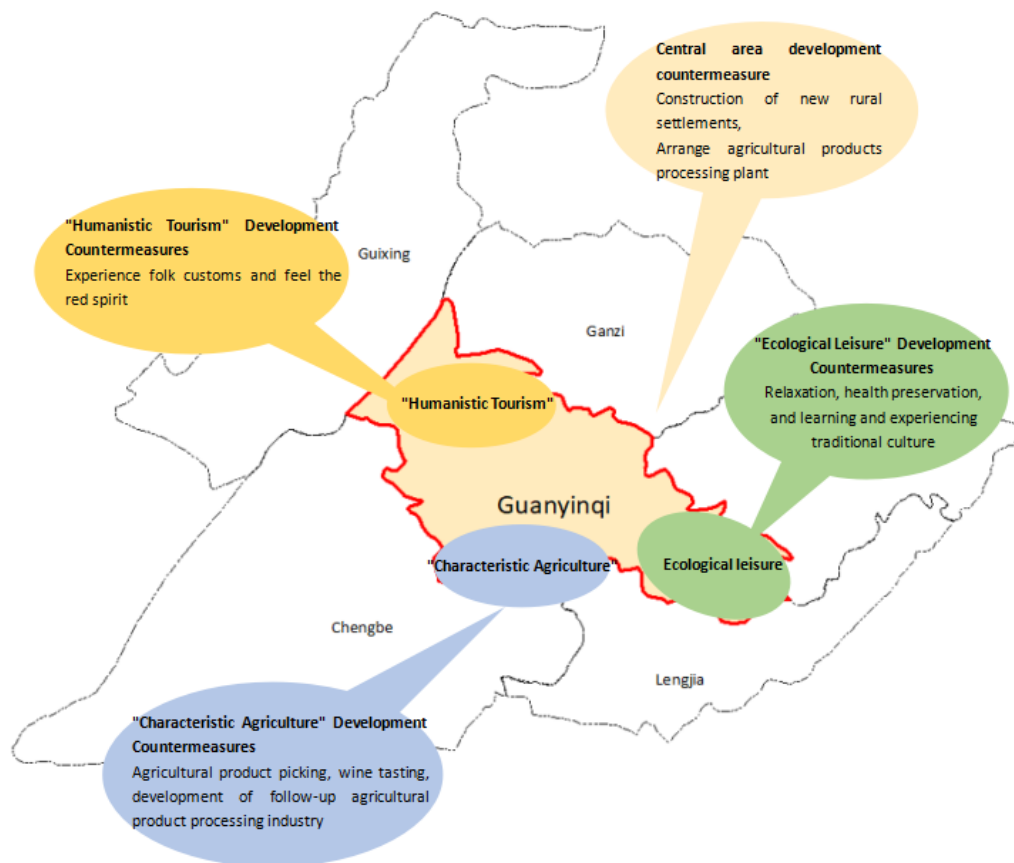 Central area development
countermeasure
Construction of new rural
settlements,
Arrange agricultural products
processing plant
"Humanistic Tourism" Development
Countermeasures
Experience folk customs and feel the
red spirit
Guixing
Ganzi
"Ecological Leisure" Development
Countermeasures
Relaxation, health preservation,
and learning and experiencing
traditional culture
"Humanistic Tourism"
Guanyinqi
"Characteristic Agriculture"
Ecological leisure
Chengbe
Lengjia
"Characteristic Agriculture" Development
Countermeasures
Agricultural product picking, wine tasting,
development of follow-up agricultural
product processing industry